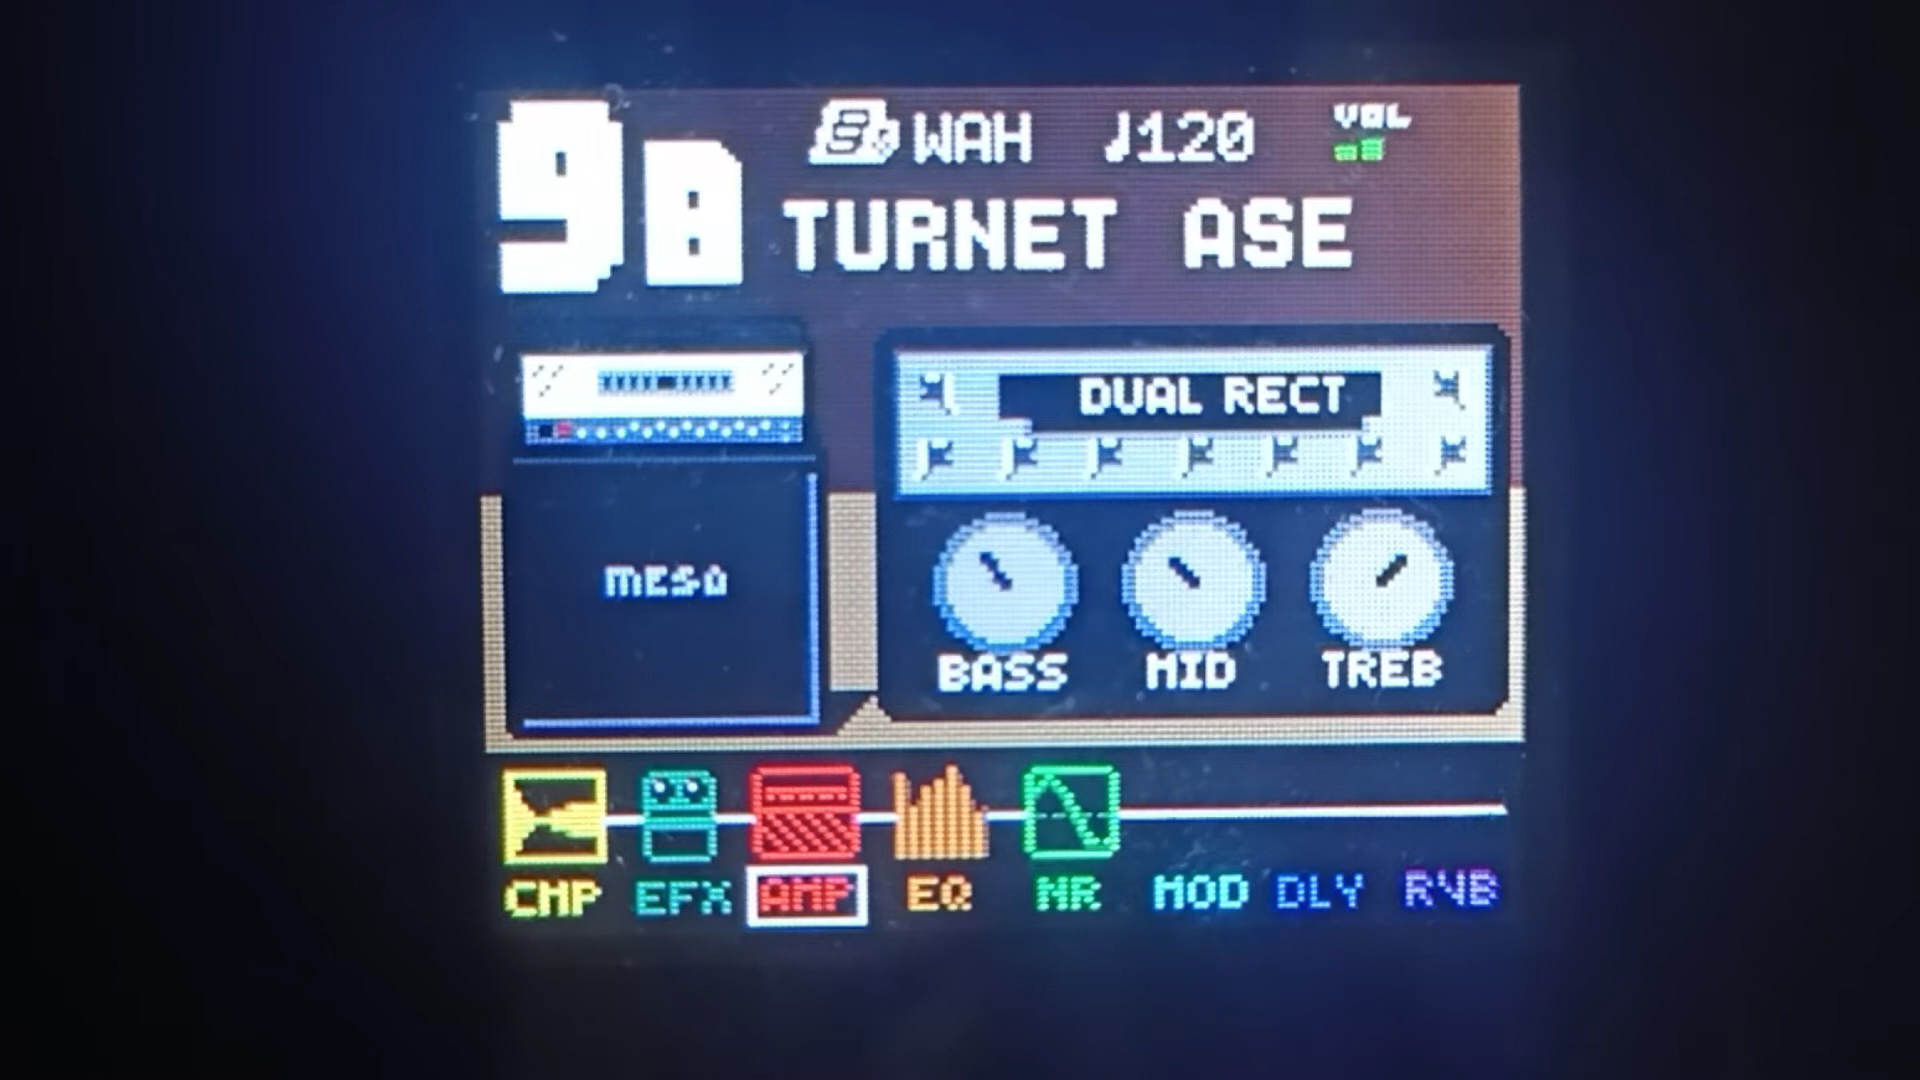 9B
WAH ♩120 VOL
TURNET ASE
DUAL RECT
MESA
BASS MID TREB
CMP EFX AMP EQ NR MOD DLY RVB